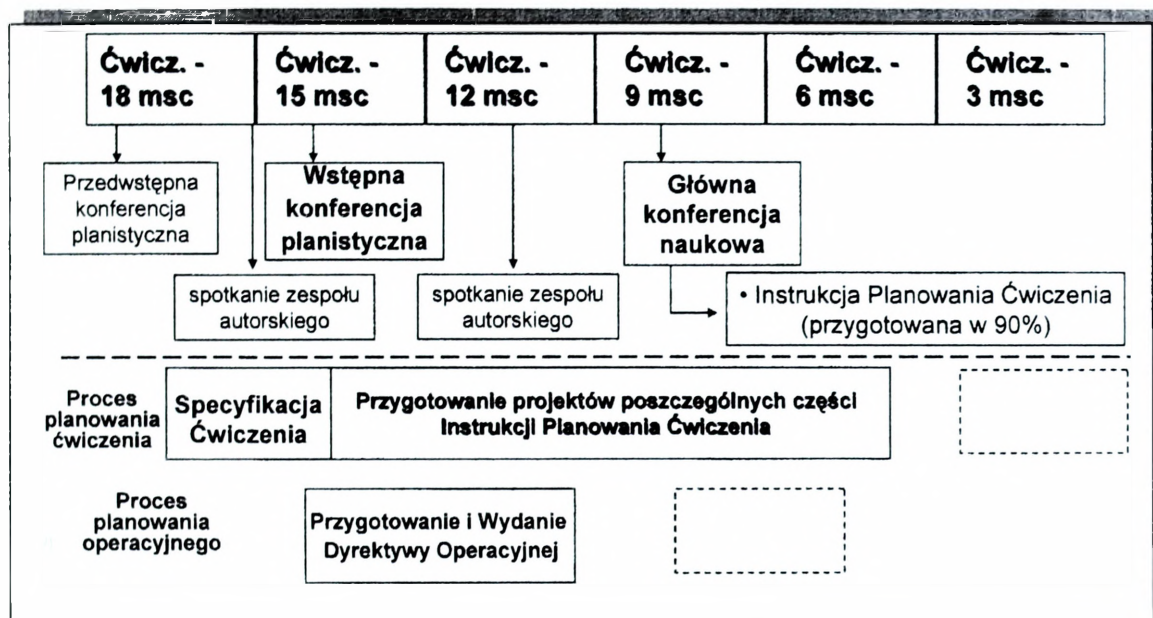 Ćwicz. -
18 msc
Ćwicz. -
15 msc
Ćwicz. -
12 msc
Ćwicz. -
9 msc
Ćwicz. -
6 msc
Ćwicz. -
3 msc
Przedwstępna
konferencja
planistyczna
Wstępna
konferencja
planistyczna
Główna
konferencja
naukowa
spotkanie zespołu
autorskiego
spotkanie zespołu
autorskiego
• Instrukcja Planowania Ćwiczenia
(przygotowana w 90%)
Proces
planowania
ćwiczenia
Specyfikacja
Ćwiczenia
Przygotowanie projektów poszczególnych części
Instrukcji Planowania Ćwiczenia
Proces
planowania
operacyjnego
Przygotowanie i Wydanie
Dyrektywy Operacyjnej